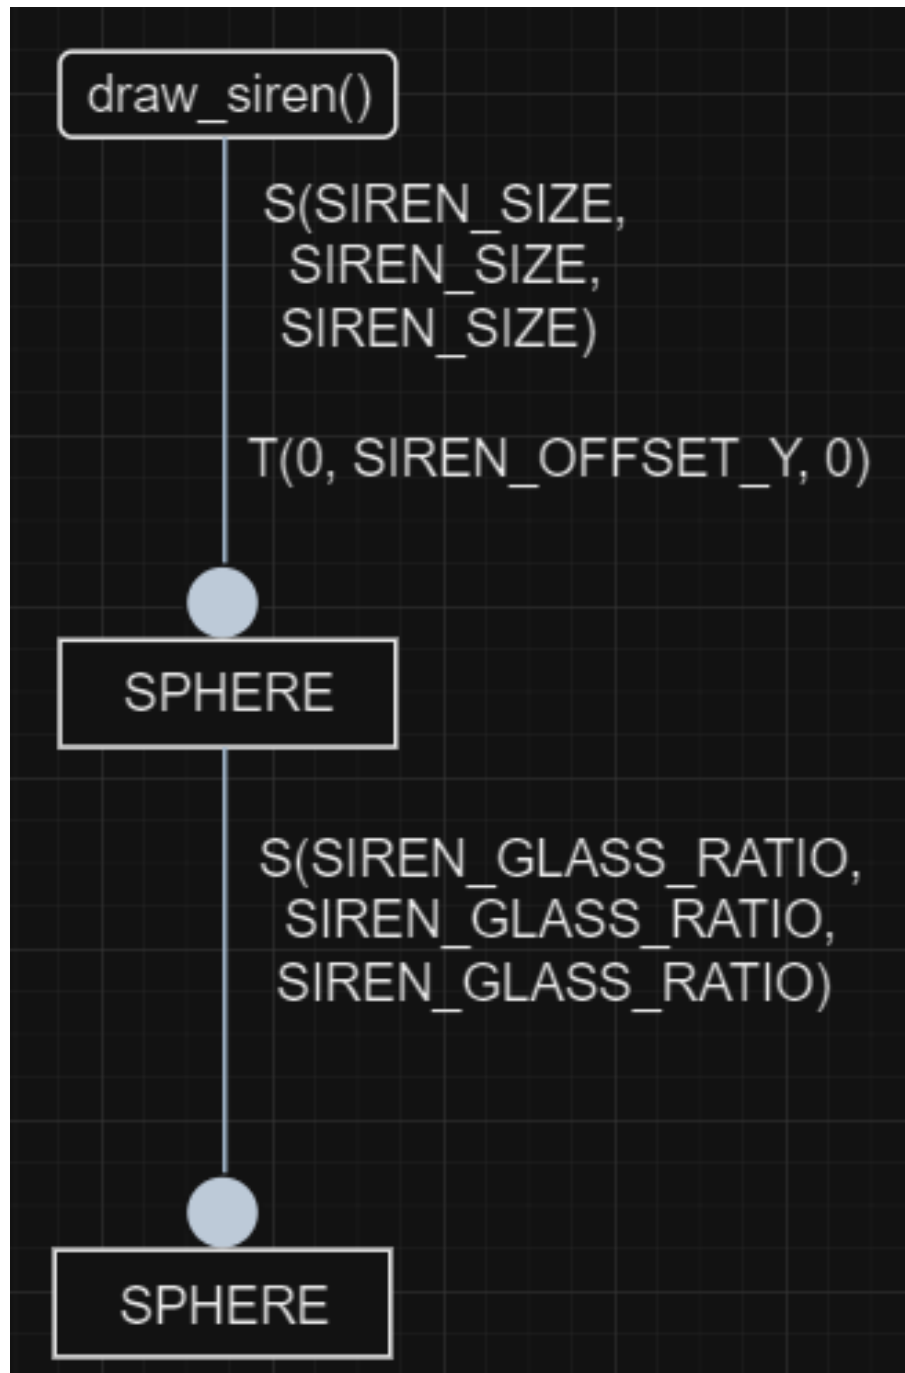 draw_siren()
S(SIREN_SIZE,
SIREN_SIZE,
SIREN_SIZE)
T(0, SIREN_OFFSET_Y, 0)
SPHERE
S(SIREN_GLASS_RATIO,
SIREN_GLASS_RATIO,
SIREN_GLASS_RATIO)
SPHERE